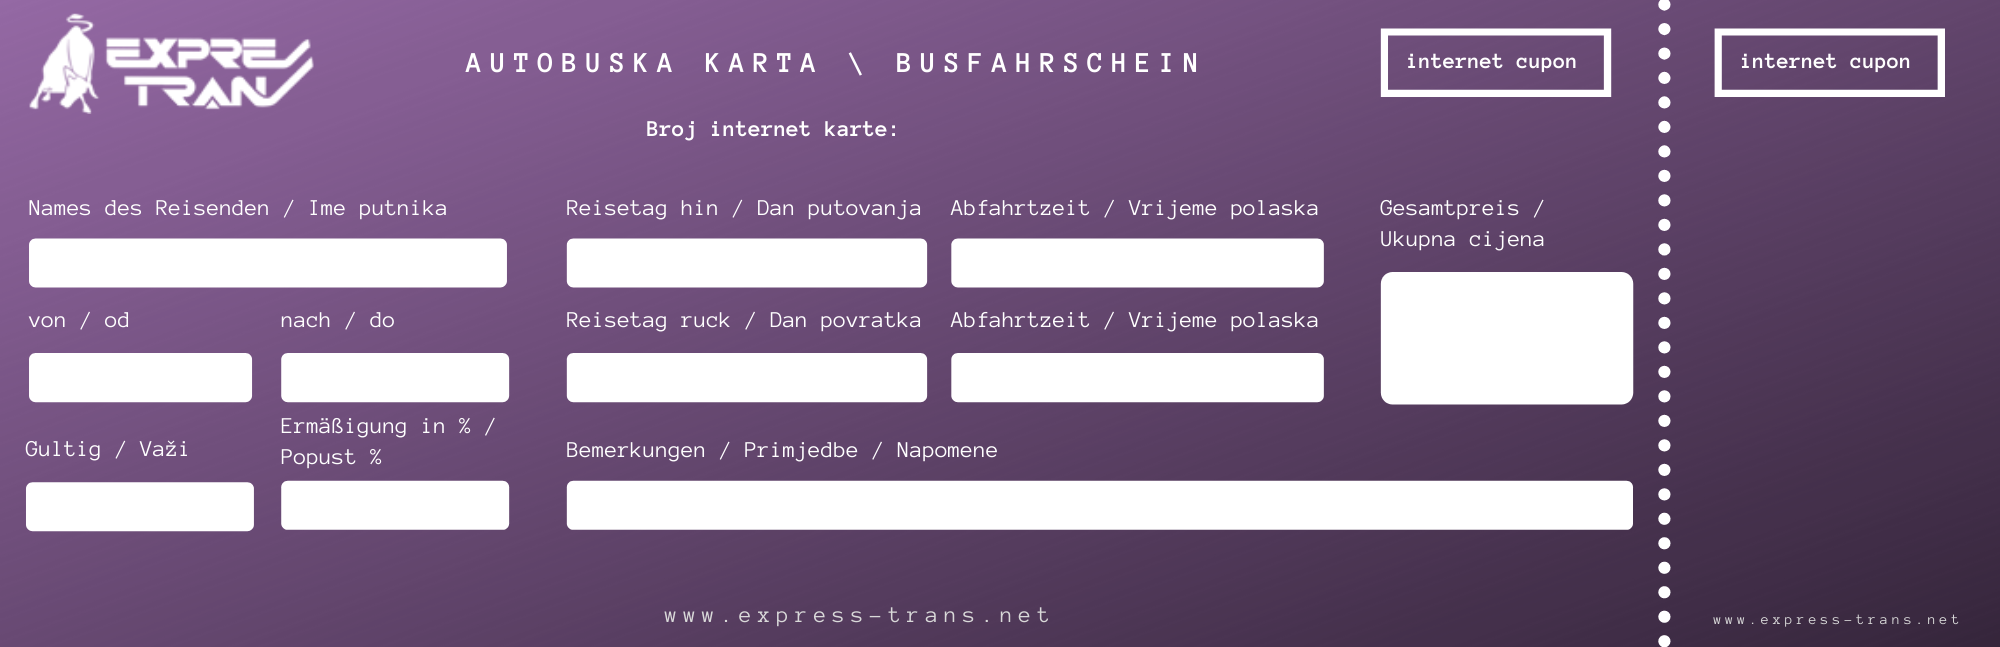 EXPRES
TRANS
AUTOBUSKA KARTA \ BUSFAHRSCHEIN
internet cupon
internet cupon
Broj internet karte:
Names des Reisenden / Ime putnika
Reisetag hin / Dan putovanja
Abfahrtzeit / Vrijeme polaska
Gesamtpreis /
Ukupna cijena
von / od
nach / do
Reisetag ruck / Dan povratka
Abfahrtzeit / Vrijeme polaska
Gultig / Važi
Ermäßigung in % /
Popust %
Bemerkungen / Primjedbe / Napomene
www.express-trans.net
www.express-trans.net